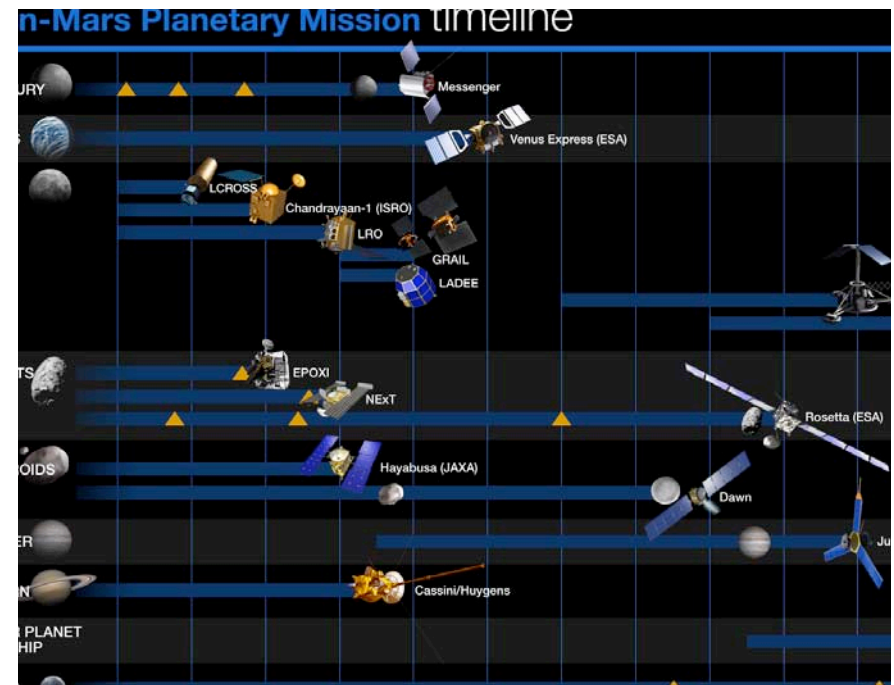 n-Mars Planetary Mission timeline
URY
Messenger
S
Venus Express (ESA)
LCROSS
Chandrayaan-1 (ISRO)
LRO
GRAIL
LADEE
TS
EPOXI
NExT
Rosetta (ESA)
OIDS
Hayabusa (JAXA)
Dawn
ER
Ju
N
Cassini/Huygens
R PLANET
HIP